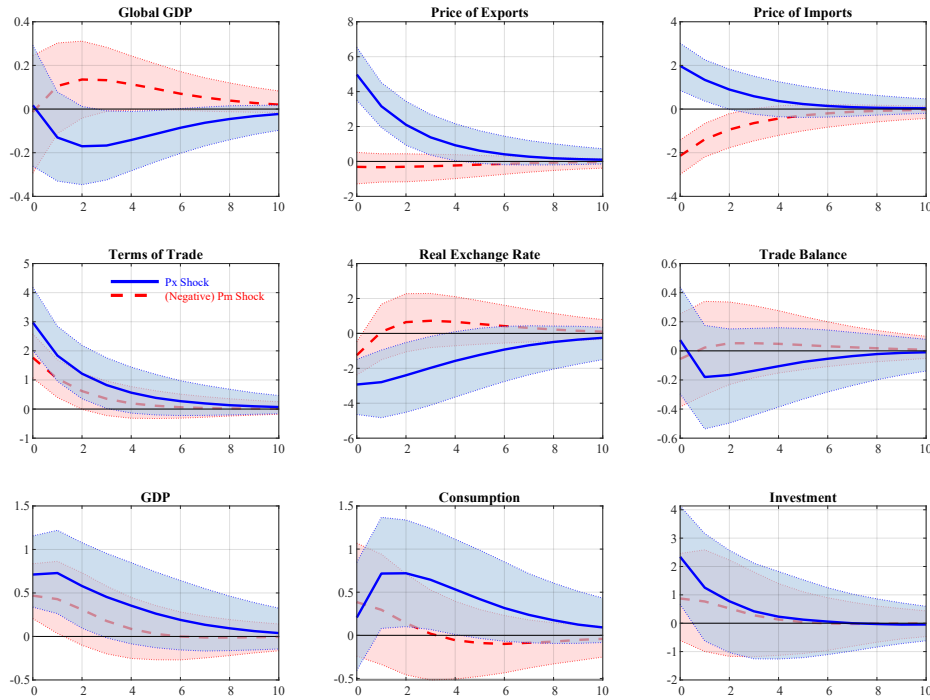 Global GDP
0.4
0.2
0
-0.2
-0.4
0 2 4 6 8 10
Price of Exports
8
6
4
2
0
-2
0 2 4 6 8 10
Price of Imports
4
2
0
-2
-4
0 2 4 6 8 10
Terms of Trade
5
4
3
2
1
0
-1
0 2 4 6 8 10
Px Shock
(Negative) Pm Shock
Real Exchange Rate
4
2
0
-2
-4
-6
0 2 4 6 8 10
Trade Balance
0.6
0.4
0.2
0
-0.2
-0.4
-0.6
0 2 4 6 8 10
GDP
1.5
1
0.5
0
-0.5
0 2 4 6 8 10
Consumption
1.5
1
0.5
0
-0.5
0 2 4 6 8 10
Investment
4
3
2
1
0
-1
-2
0 2 4 6 8 10